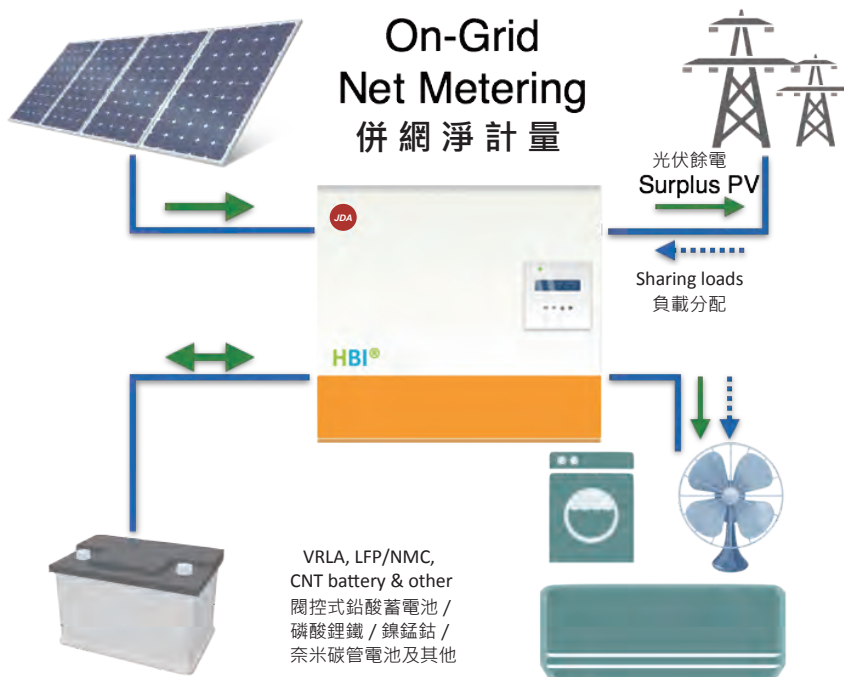 On-Grid
Net Metering
併網淨計量
光伏餘電
Surplus PV
JDA
Sharing loads
負載分配
HBI®
VRLA, LFP/NMC,
CNT battery & other
閥控式鉛酸蓄電池 /
磷酸鋰鐵 / 鎳錳鈷 /
奈米碳管電池及其他